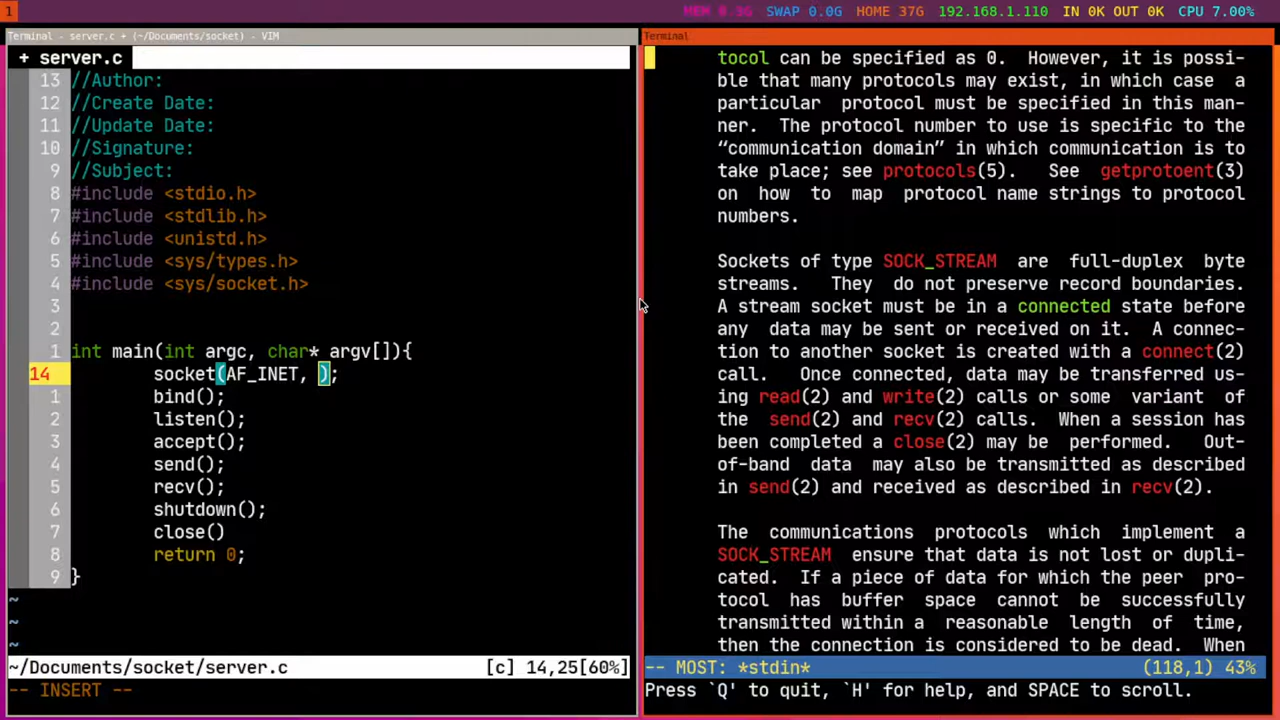 1
MEM 6.3G SWAP 0.0G HOME 37G 192.168.1.110 IN 0K OUT 0K CPU 7.00%
Terminal - server.c + (~/Documents/socket) - VIM
+ server.c
13 //Author:
12 //Create Date:
11 //Update Date:
10 //Signature:
9 //Subject:
8 #include <stdio.h>
7 #include <stdlib.h>
6 #include <unistd.h>
5 #include <sys/types.h>
4 #include <sys/socket.h>
3
2
1 int main(int argc, char* argv[]){
14 socket(AF_INET, );
1 bind();
2 listen();
3 accept();
4 send();
5 recv();
6 shutdown();
7 close()
8 return 0;
9 }
~
~
~
~/Documents/socket/server.c [c] 14,25[60%]
-- INSERT --
Terminal
tocol can be specified as 0. However, it is possi-
ble that many protocols may exist, in which case a
particular protocol must be specified in this man-
ner. The protocol number to use is specific to the
“communication domain” in which communication is to
take place; see protocols(5). See getprotoent(3)
on how to map protocol name strings to protocol
numbers.
Sockets of type SOCK_STREAM are full-duplex byte
streams. They do not preserve record boundaries.
A stream socket must be in a connected state before
any data may be sent or received on it. A connec-
tion to another socket is created with a connect(2)
call. Once connected, data may be transferred us-
ing read(2) and write(2) calls or some variant of
the send(2) and recv(2) calls. When a session has
been completed a close(2) may be performed. Out-
of-band data may also be transmitted as described
in send(2) and received as described in recv(2).
The communications protocols which implement a
SOCK_STREAM ensure that data is not lost or dupli-
cated. If a piece of data for which the peer pro-
tocol has buffer space cannot be successfully
transmitted within a reasonable length of time,
then the connection is considered to be dead. When
-- MOST: *stdin* (118,1) 43%
Press `Q' to quit, `H' for help, and SPACE to scroll.